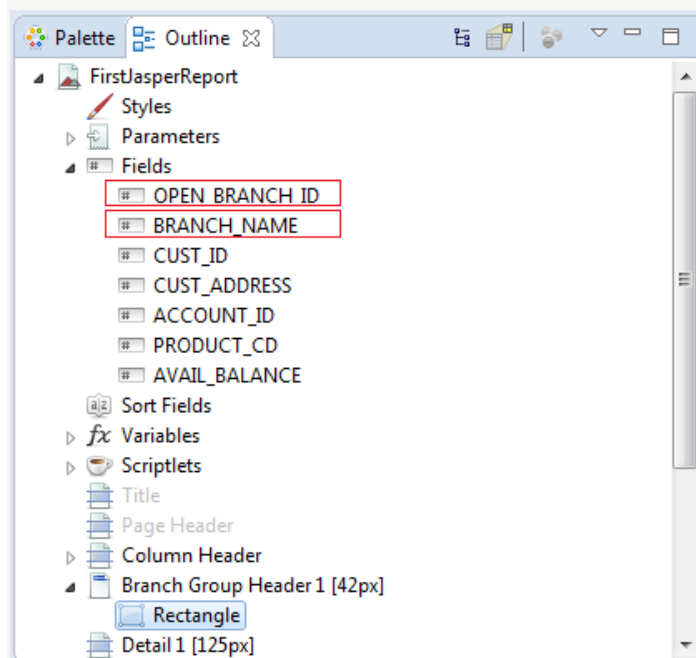 Palette Outline
FirstJasperReport
Styles
Parameters
Fields
OPEN_BRANCH_ID
BRANCH_NAME
CUST_ID
CUST_ADDRESS
ACCOUNT_ID
PRODUCT_CD
AVAIL_BALANCE
Sort Fields
fx Variables
Scriptlets
Title
Page Header
Column Header
Branch Group Header 1 [42px]
Rectangle
Detail 1 [125px]